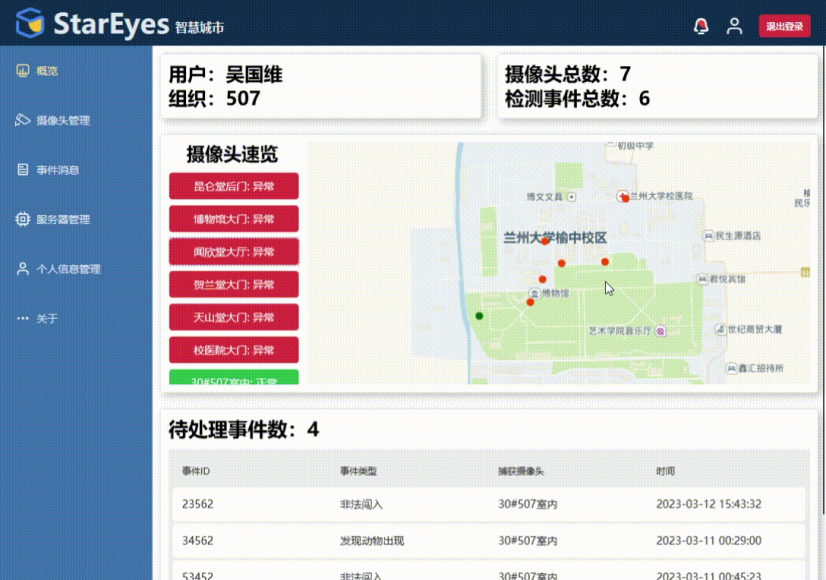 StarEyes 智慧城市
退出登录
概览
摄像头管理
事件消息
服务器管理
个人信息管理
关于
用户：吴国维
组织：507
摄像头总数：7
检测事件总数：6
摄像头速览
昆仑堂后门: 异常
博物馆大门: 异常
闻欣堂大厅: 异常
贺兰堂大门: 异常
天山堂大门: 异常
校医院大门: 异常
30#507室内: 正常
二初级中学
博文文具
兰州大学校医院
民乐
兰州大学榆中校区
民生源酒店
君悦宾馆
博物馆
艺术学院音乐厅
世纪商贸大厦
鑫汇招待所
待处理事件数：4
事件ID 事件类型 捕获摄像头 时间
23562 非法闯入 30#507室内 2023-03-12 15:43:32
34562 发现动物出现 30#507室内 2023-03-11 00:29:00
53452 非法闯入 30#507室内 2023-03-11 00:45:23